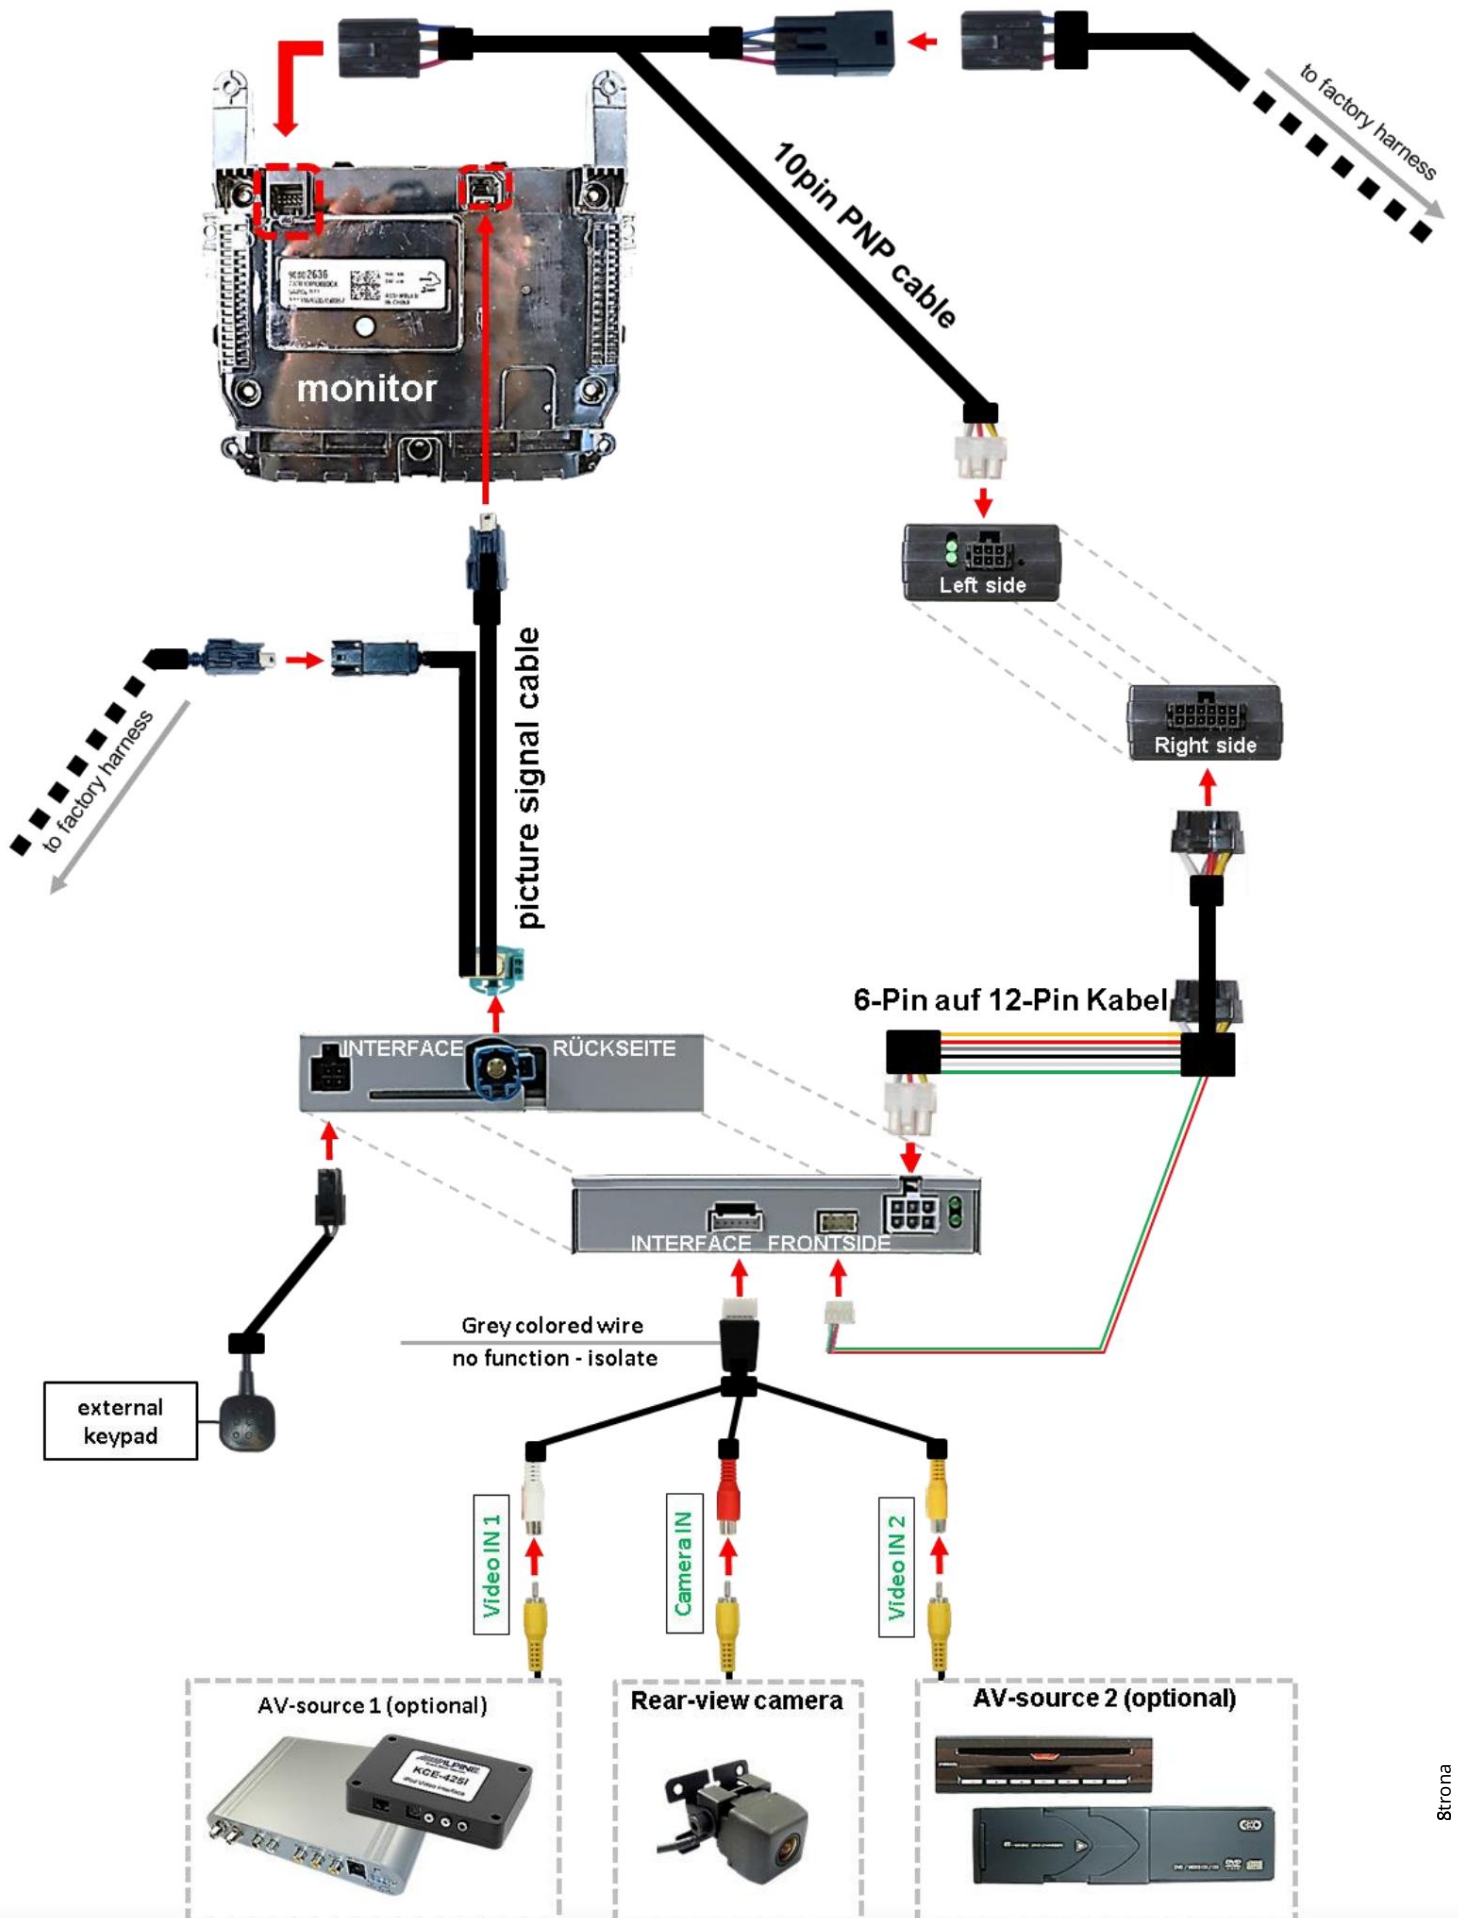 to factory harness
10pin PNP cable
monitor
Left side
to factory harness
picture signal cable
Right side
6-Pin auf 12-Pin Kabel
INTERFACE RÜCKSEITE
INTERFACE FRONTSIDE
Grey colored wire
no function - isolate
external
keypad
Video IN 1
Camera IN
Video IN 2
AV-source 1 (optional)
Rear-view camera
AV-source 2 (optional)
ALPINE
KCE-425i
8trona